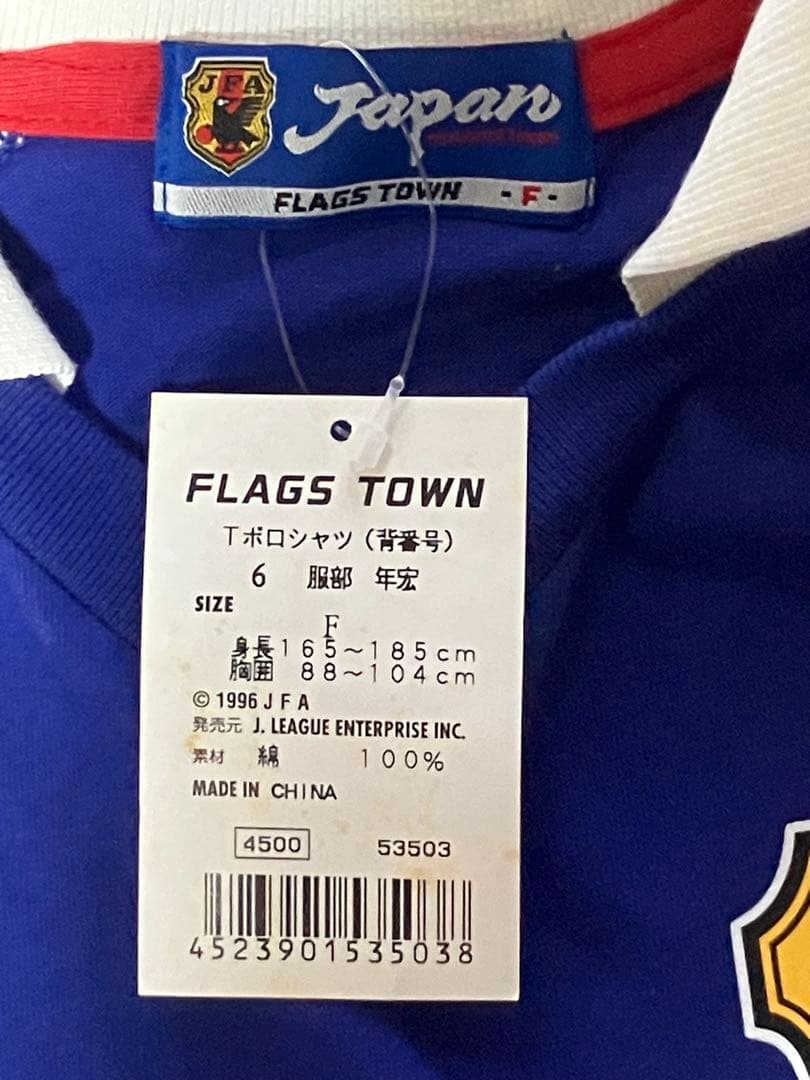 JFA
Japan
FLAGS TOWN -F-
FLAGS TOWN
Tポロシャツ(背番号)
6 服部 年宏
SIZE
F
身長165~185cm
胸囲 88~104cm
© 1996 J F A
発売元 J. LEAGUE ENTERPRISE INC.
素材 綿 100%
MADE IN CHINA
4500 53503
4523901535038